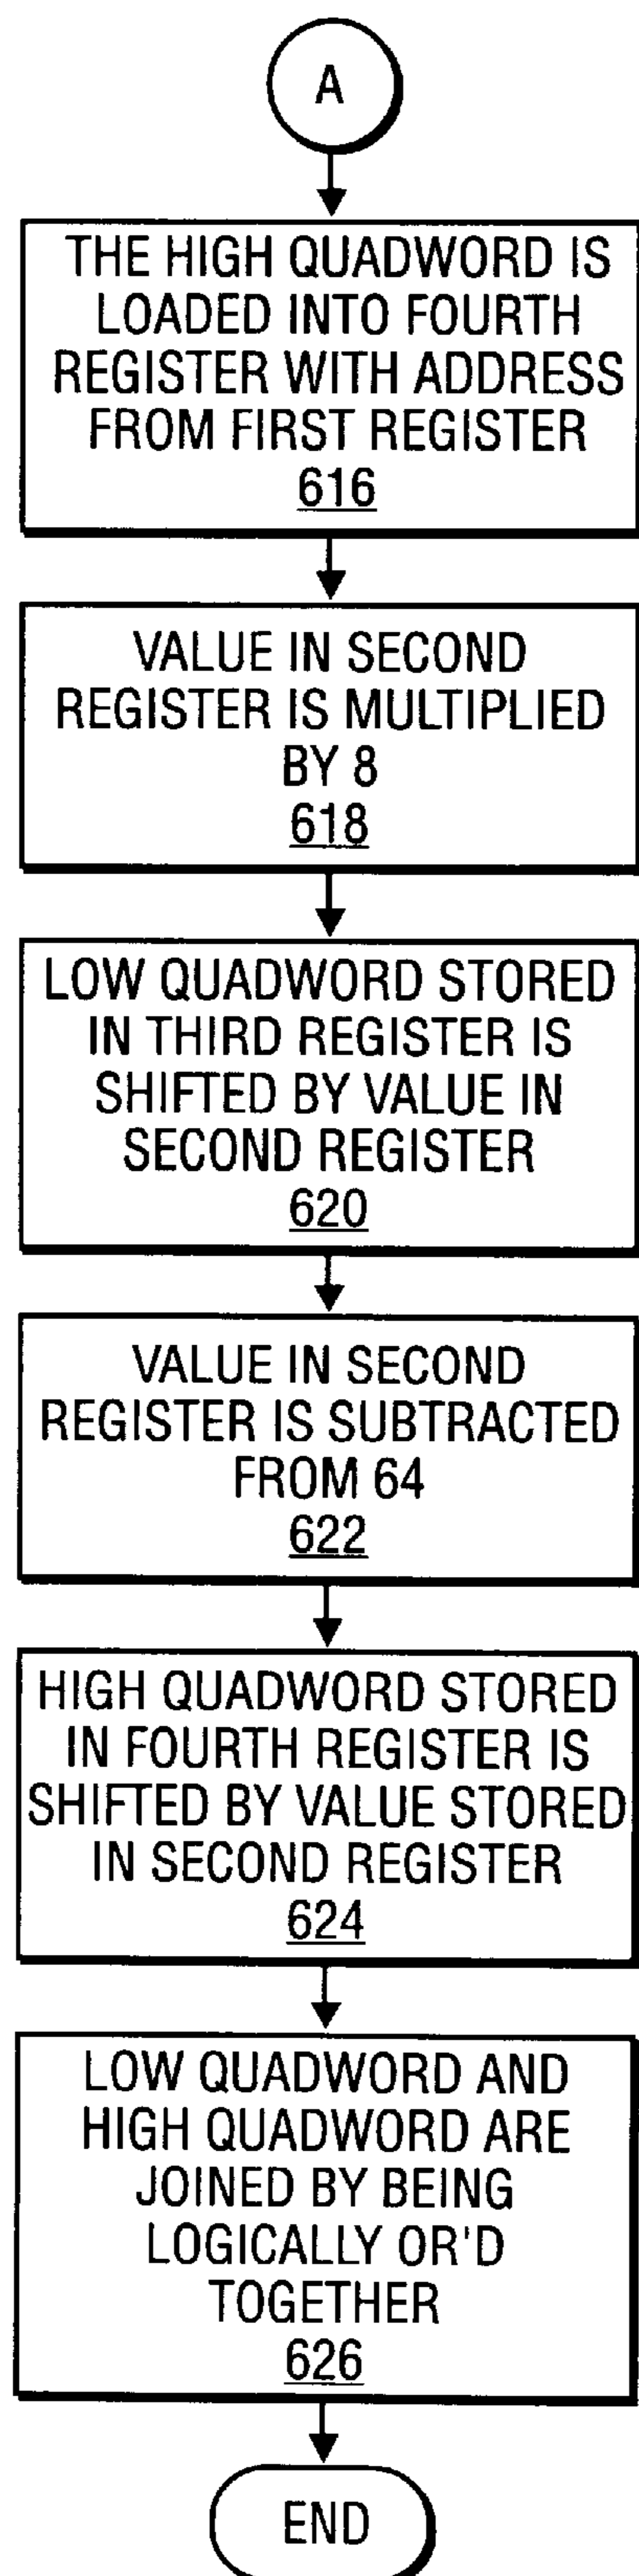 A
THE HIGH QUADWORD IS
LOADED INTO FOURTH
REGISTER WITH ADDRESS
FROM FIRST REGISTER
616
VALUE IN SECOND
REGISTER IS MULTIPLIED
BY 8
618
LOW QUADWORD STORED
IN THIRD REGISTER IS
SHIFTED BY VALUE IN
SECOND REGISTER
620
VALUE IN SECOND
REGISTER IS SUBTRACTED
FROM 64
622
HIGH QUADWORD STORED
IN FOURTH REGISTER IS
SHIFTED BY VALUE STORED
IN SECOND REGISTER
624
LOW QUADWORD AND
HIGH QUADWORD ARE
JOINED BY BEING
LOGICALLY OR'D
TOGETHER
626
END